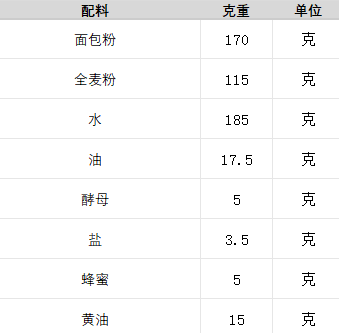 配料 克重 单位
面包粉 170 克
全麦粉 115 克
水 185 克
油 17.5 克
酵母 5 克
盐 3.5 克
蜂蜜 5 克
黄油 15 克